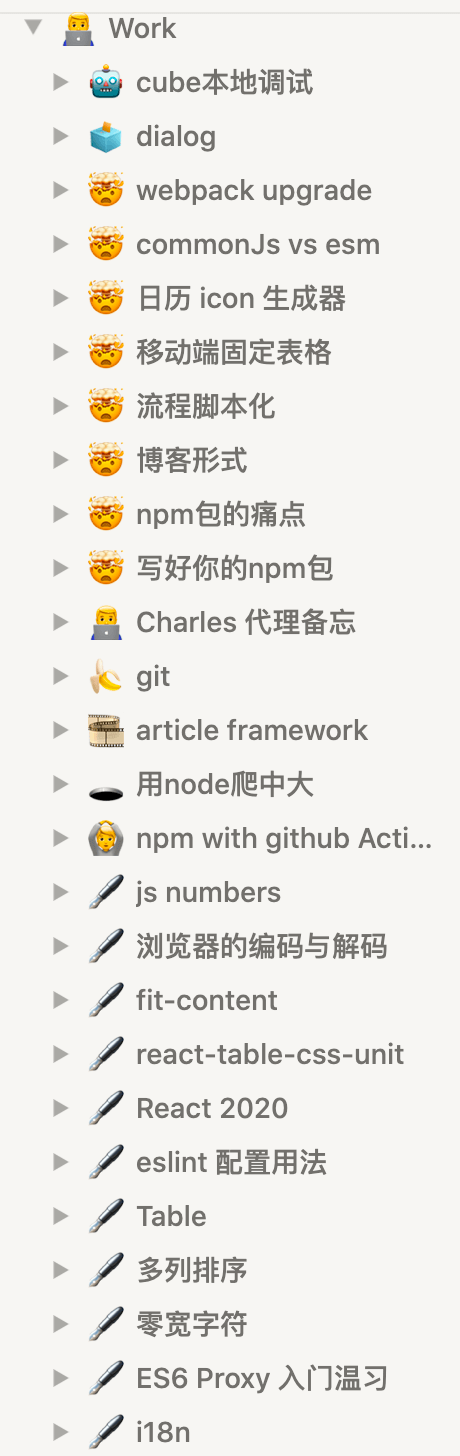 Work
cube本地调试
dialog
webpack upgrade
commonJs vs esm
日历 icon 生成器
移动端固定表格
流程脚本化
博客形式
npm包的痛点
写好你的npm包
Charles 代理备忘
git
article framework
用node爬中大
npm with github Acti...
js numbers
浏览器的编码与解码
fit-content
react-table-css-unit
React 2020
eslint 配置用法
Table
多列排序
零宽字符
ES6 Proxy 入门温习
i18n